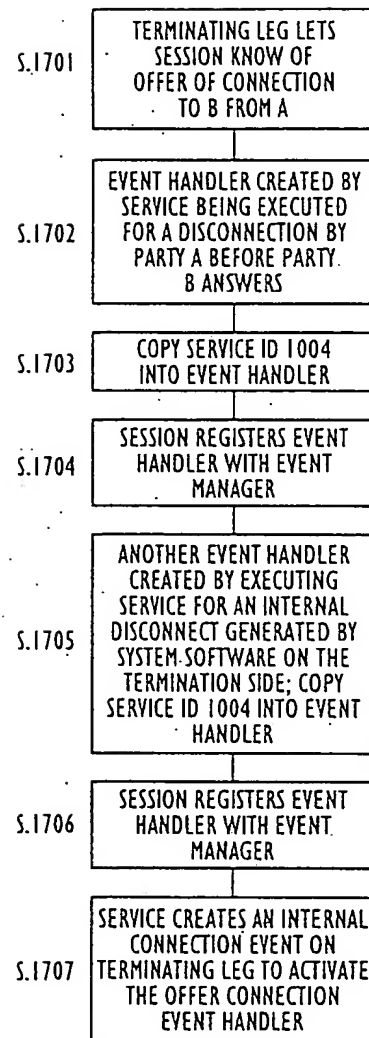 S.1701
TERMINATING LEG LETS
SESSION KNOW OF
OFFER OF CONNECTION
TO B FROM A
S.1702
EVENT HANDLER CREATED BY
SERVICE BEING EXECUTED
FOR A DISCONNECTION BY
PARTY A BEFORE PARTY
B ANSWERS
S.1703
COPY SERVICE ID 1004
INTO EVENT HANDLER
S.1704
SESSION REGISTERS EVENT
HANDLER WITH EVENT
MANAGER
S.1705
ANOTHER EVENT HANDLER
CREATED BY EXECUTING
SERVICE FOR AN INTERNAL
DISCONNECT GENERATED BY
SYSTEM SOFTWARE ON THE
TERMINATION SIDE; COPY
SERVICE ID 1004 INTO EVENT
HANDLER
S.1706
SESSION REGISTERS EVENT
HANDLER WITH EVENT
MANAGER
S.1707
SERVICE CREATES AN INTERNAL
CONNECTION EVENT ON
TERMINATING LEG TO ACTIVATE
THE OFFER CONNECTION
EVENT HANDLER